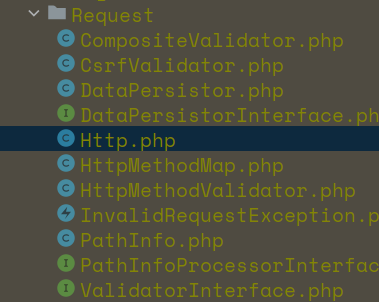 Request
CompositeValidator.php
CsrfValidator.php
DataPersistor.php
DataPersistorInterface.ph
Http.php
HttpMethodMap.php
HttpMethodValidator.php
InvalidRequestException.p
PathInfo.php
PathInfoProcessorInterfac
ValidatorInterface.php